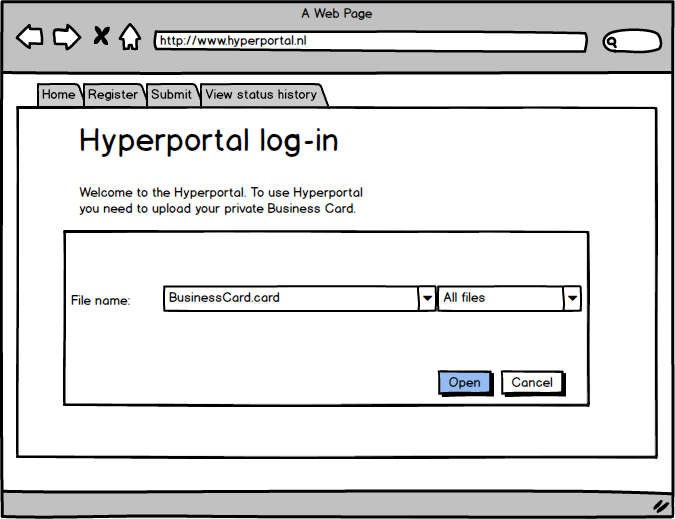 A Web Page
http://www.hyperportal.nl
Home Register Submit View status history
Hyperportal log-in
Welcome to the Hyperportal. To use Hyperportal
you need to upload your private Business Card.
File name: BusinessCard.card All files
Open Cancel